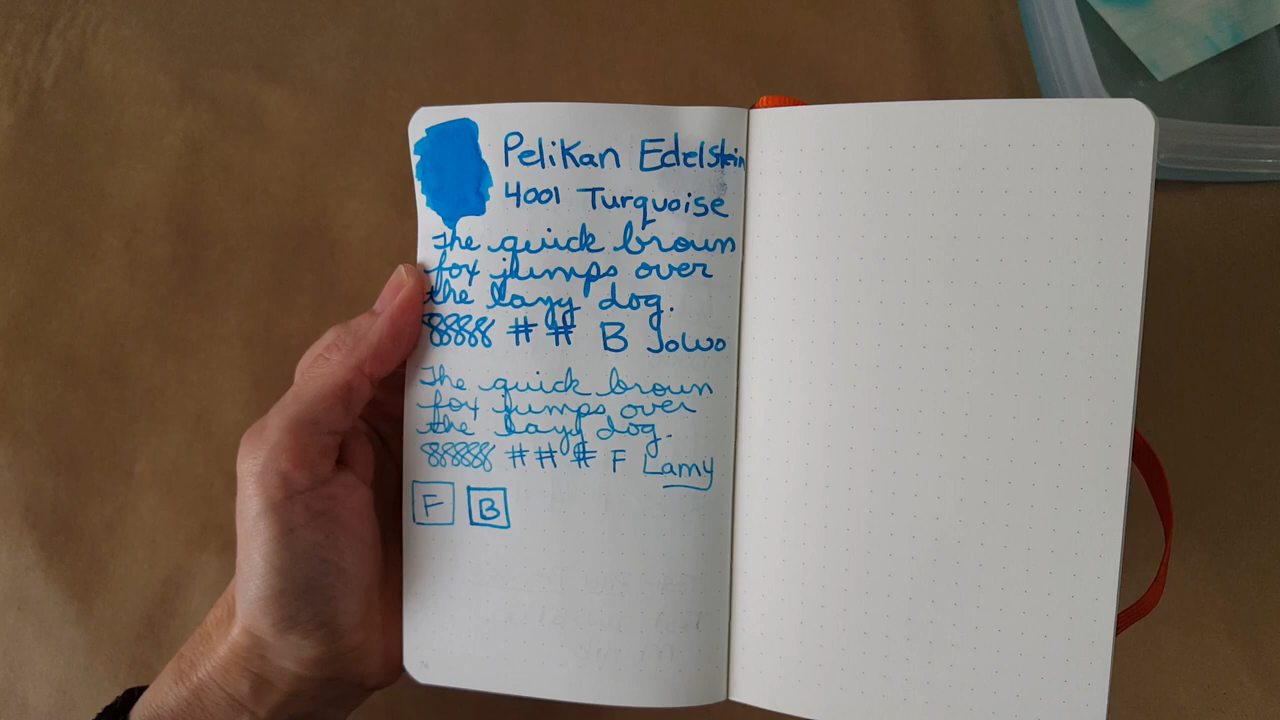 Pelikan Edelstein
4001 Turquoise
The quick brown
fox jumps over
the lazy dog.
88888 # # B Jowo
The quick brown
fox jumps over
the lazy dog.
88888 # # # F Lamy
F B